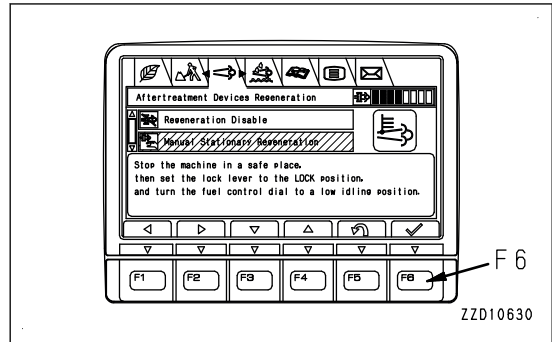 Aftertreatment Devices Regeneration
Regeneration Disable
Manual Stationary Regeneration
Stop the machine in a safe place.
then set the lock lever to the LOCK position.
and turn the fuel control dial to a low idling position.
F1 F2 F3 F4 F5 F6
F6
ZZD10630